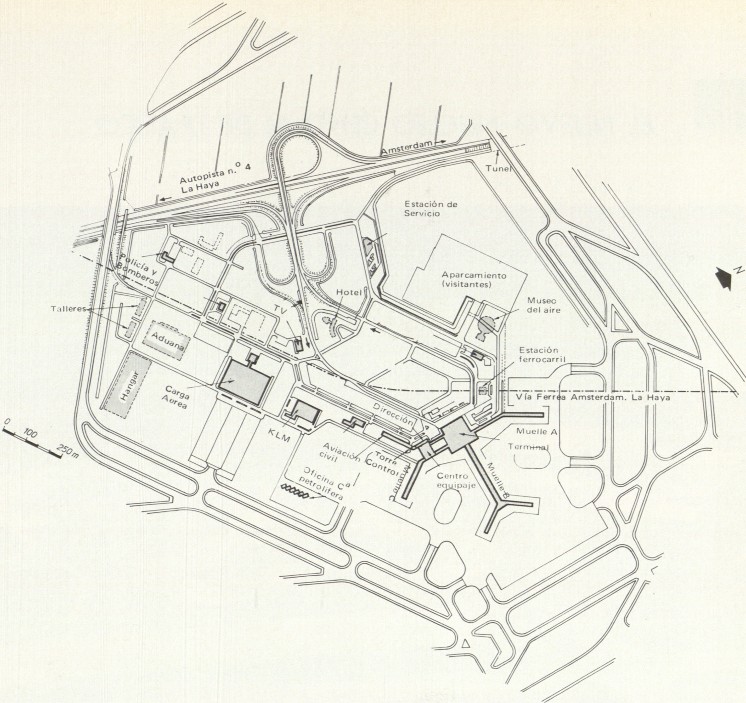 Amsterdam
Tunel
Autopista n.º 4
La Haya
Estación de
Servicio
Policía y
Bomberos
Aparcamiento
(visitantes)
N
Hotel
TV
Museo
del aire
Talleres
Aduana
Estación
ferrocarril
Hangar
Carga
Aerea
Vía Ferrea Amsterdam. La Haya
Dirección
0 100 250 m
KLM
Muelle A
Terminal
Aviación
civil
Torre
Control
Muelle C
Muelle B
Centro
equipaje
Oficina Cª
petrolífera